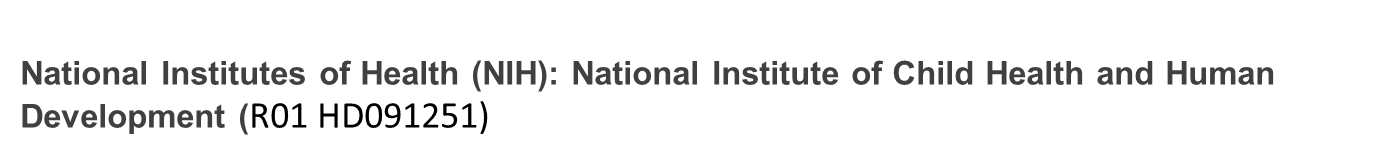 National Institutes of Health (NIH): National Institute of Child Health and Human
Development (R01 HD091251)